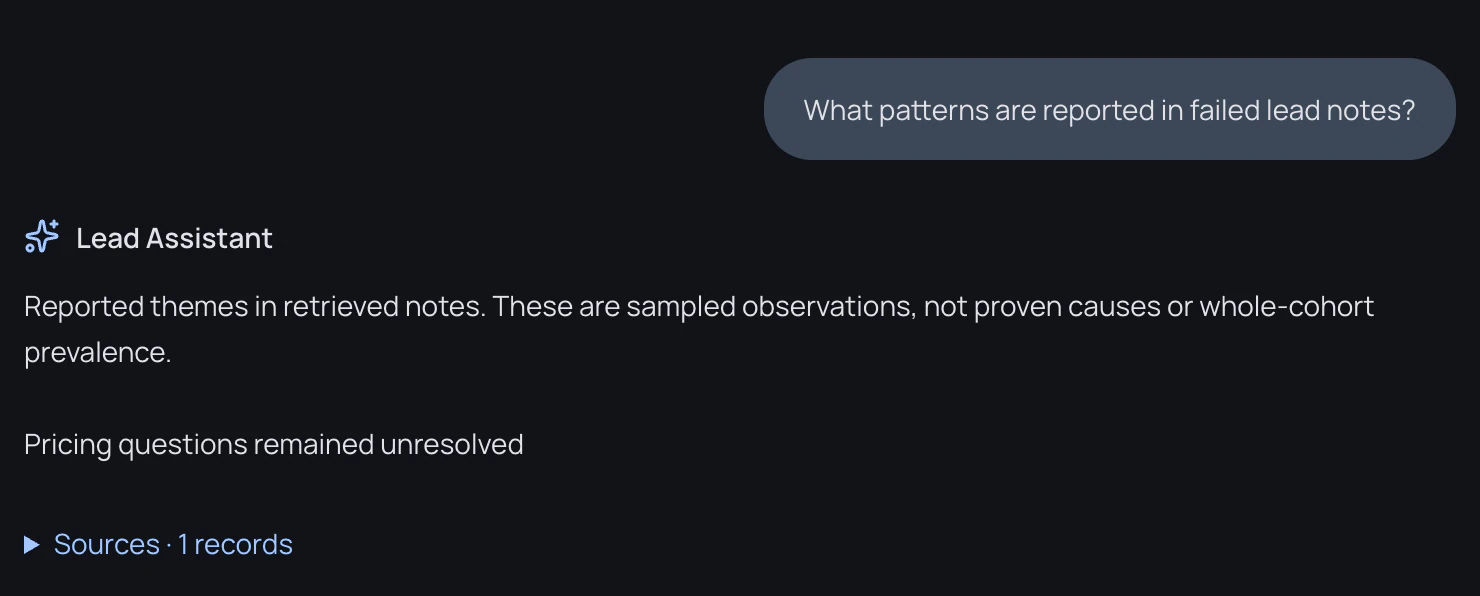 What patterns are reported in failed lead notes?
Lead Assistant
Reported themes in retrieved notes. These are sampled observations, not proven causes or whole-cohort
prevalence.
Pricing questions remained unresolved
Sources · 1 records